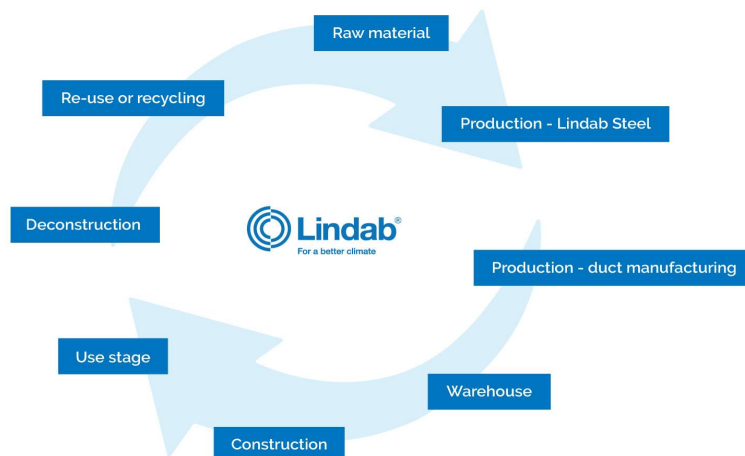 Raw material
Re-use or recycling
Production - Lindab Steel
Deconstruction
Lindab®
For a better climate
Production - duct manufacturing
Use stage
Warehouse
Construction